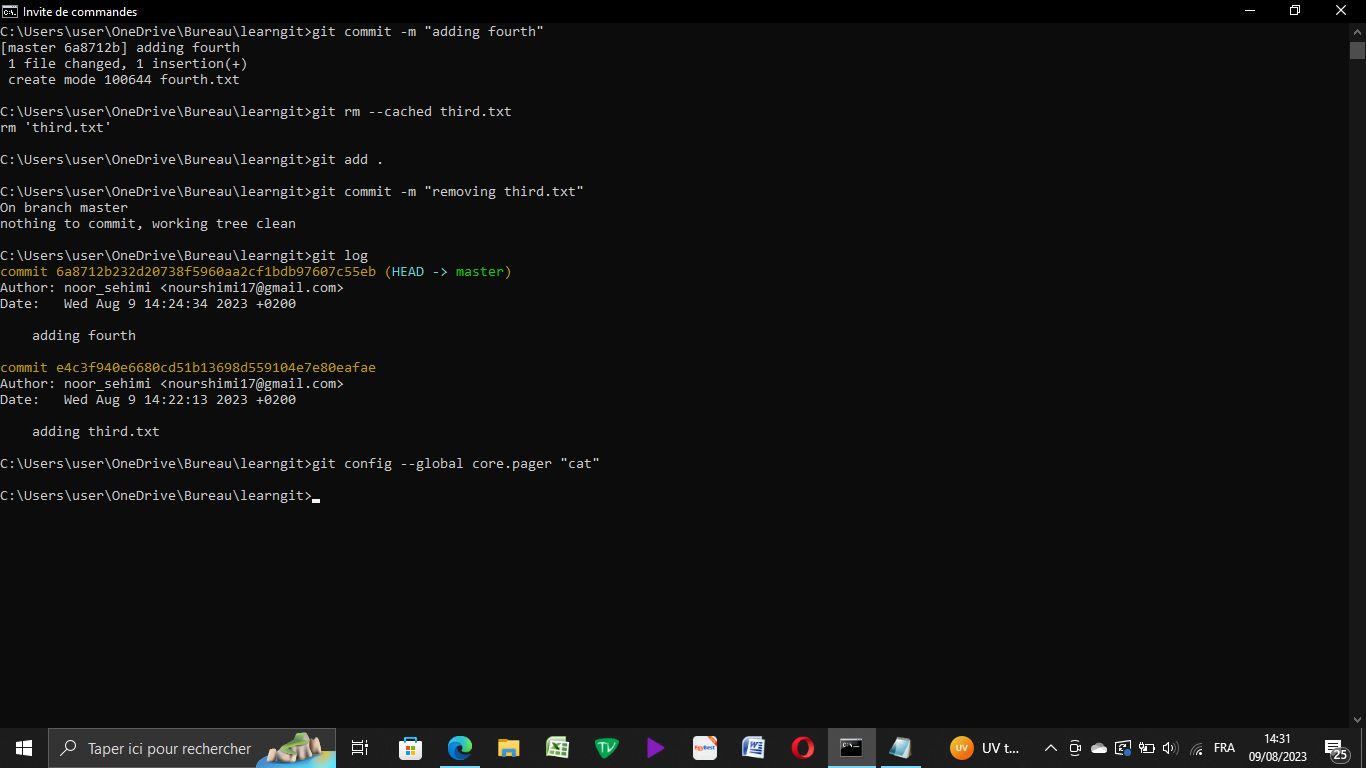 Invite de commandes
C:\Users\user\OneDrive\Bureau\learngit>git commit -m "adding fourth"
[master 6a8712b] adding fourth
 1 file changed, 1 insertion(+)
 create mode 100644 fourth.txt
C:\Users\user\OneDrive\Bureau\learngit>git rm --cached third.txt
rm 'third.txt'
C:\Users\user\OneDrive\Bureau\learngit>git add .
C:\Users\user\OneDrive\Bureau\learngit>git commit -m "removing third.txt"
On branch master
nothing to commit, working tree clean
C:\Users\user\OneDrive\Bureau\learngit>git log
commit 6a8712b232d20738f5960aa2cf1bdb97607c55eb (HEAD -> master)
Author: noor_sehimi <nourshimi17@gmail.com>
Date:   Wed Aug 9 14:24:34 2023 +0200
    adding fourth
commit e4c3f940e6680cd51b13698d559104e7e80eafae
Author: noor_sehimi <nourshimi17@gmail.com>
Date:   Wed Aug 9 14:22:13 2023 +0200
    adding third.txt
C:\Users\user\OneDrive\Bureau\learngit>git config --global core.pager "cat"
C:\Users\user\OneDrive\Bureau\learngit>
Taper ici pour rechercher
TV
EgyBest
W
UV
UV t...
FRA
14:31
09/08/2023
25